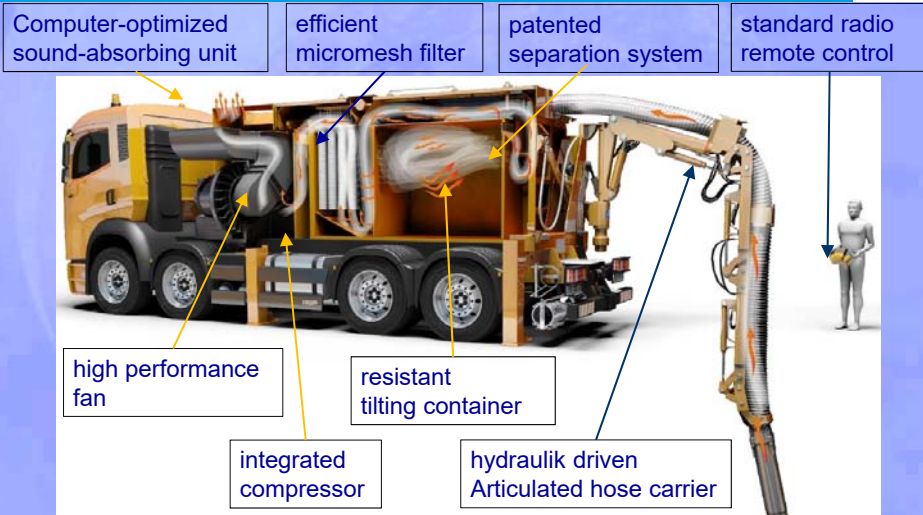 Computer-optimized
sound-absorbing unit
efficient
micromesh filter
patented
separation system
standard radio
remote control
high performance
fan
resistant
tilting container
integrated
compressor
hydraulik driven
Articulated hose carrier